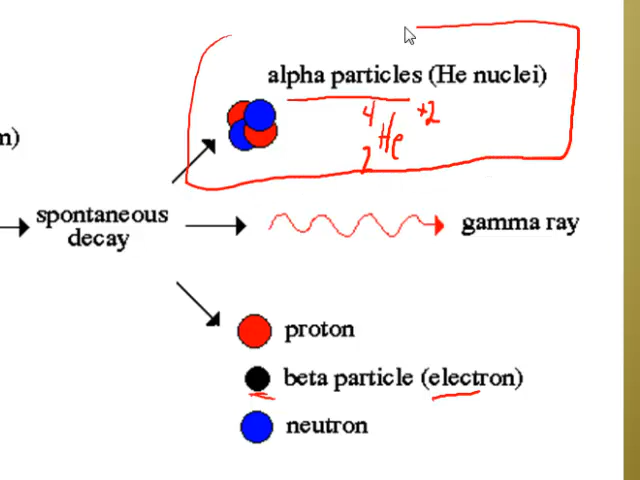 alpha particles (He nuclei)
4 He +2
2
m)
spontaneous
decay
gamma ray
proton
beta particle (electron)
neutron